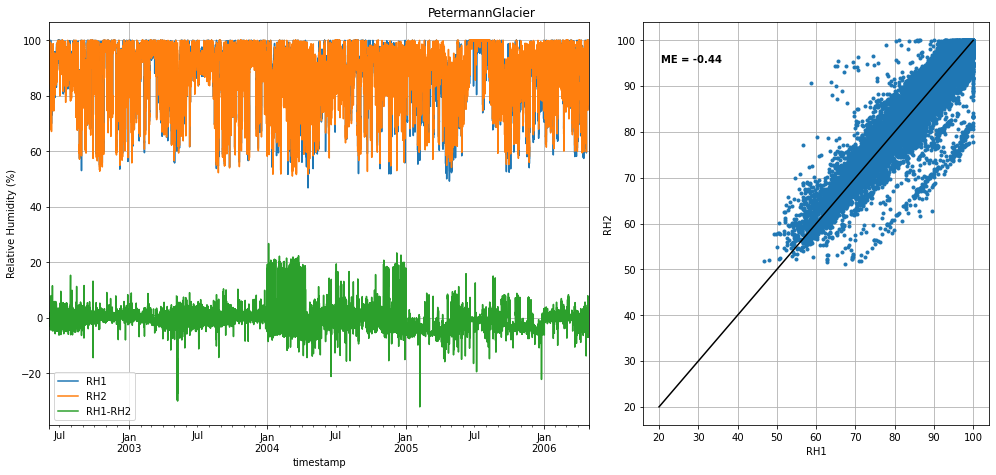 PetermannGlacier
Relative Humidity (%)
100
80
60
40
20
0
−20
RH1
RH2
RH1-RH2
Jul
Jan
2003
Jul
Jan
2004
Jul
Jan
2005
Jul
Jan
2006
timestamp
ME = -0.44
RH2
100
90
80
70
60
50
40
30
20
20
30
40
50
60
70
80
90
100
RH1